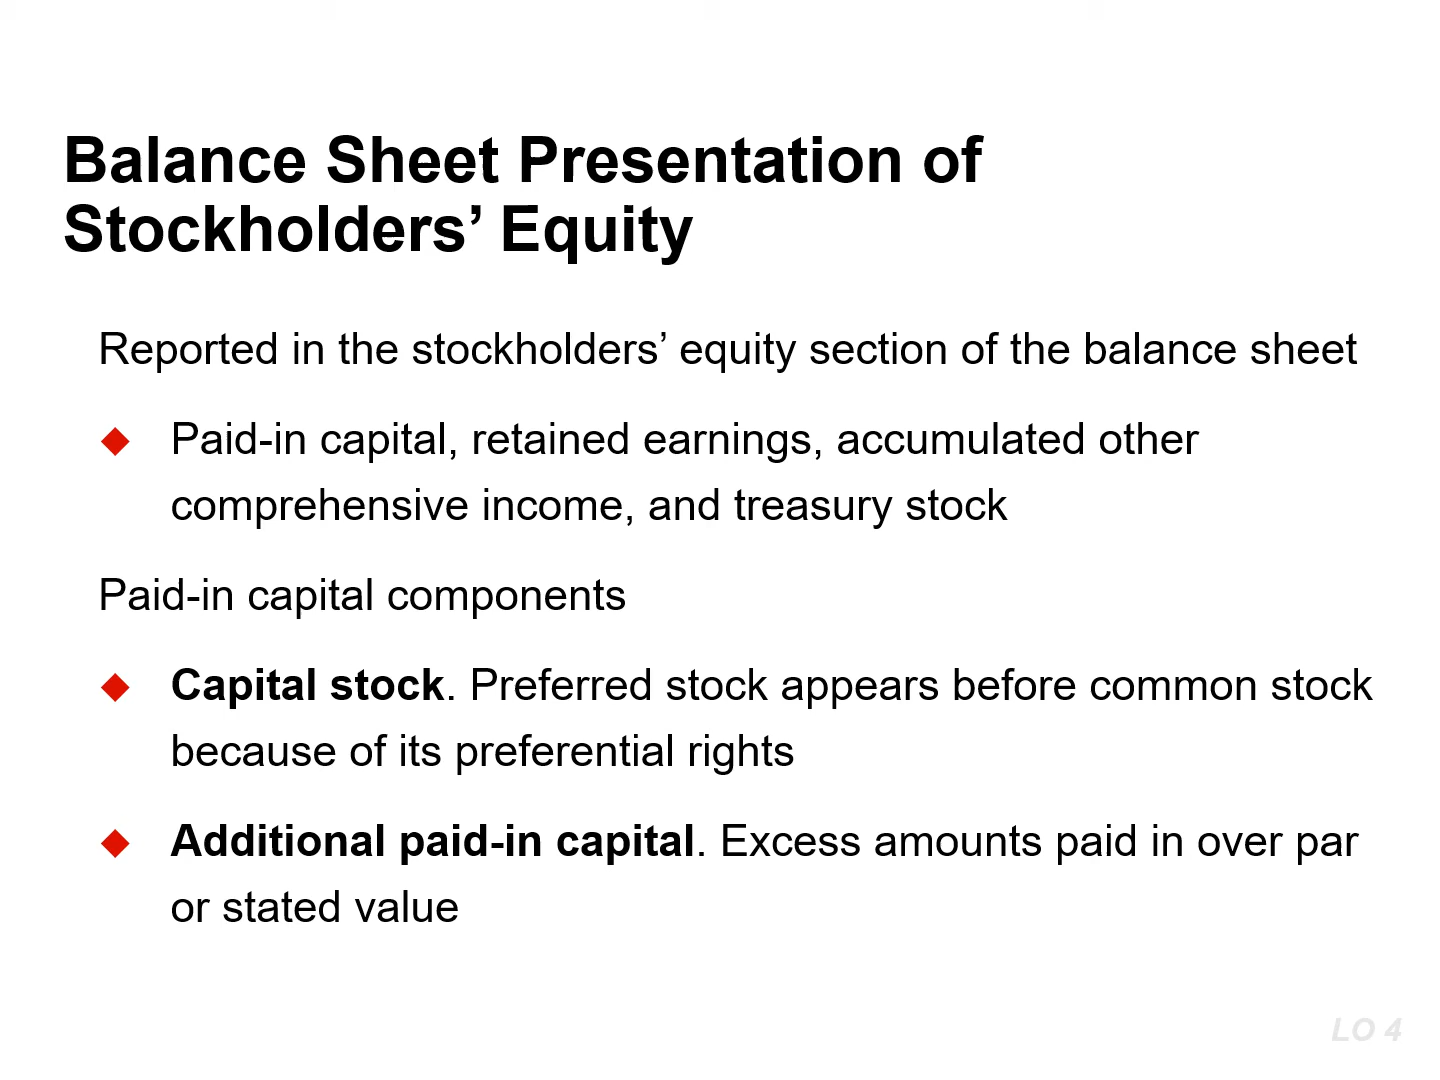 Balance Sheet Presentation of
Stockholders’ Equity
Reported in the stockholders’ equity section of the balance sheet
◆ Paid-in capital, retained earnings, accumulated other
comprehensive income, and treasury stock
Paid-in capital components
◆ Capital stock. Preferred stock appears before common stock
because of its preferential rights
◆ Additional paid-in capital. Excess amounts paid in over par
or stated value
LO 4